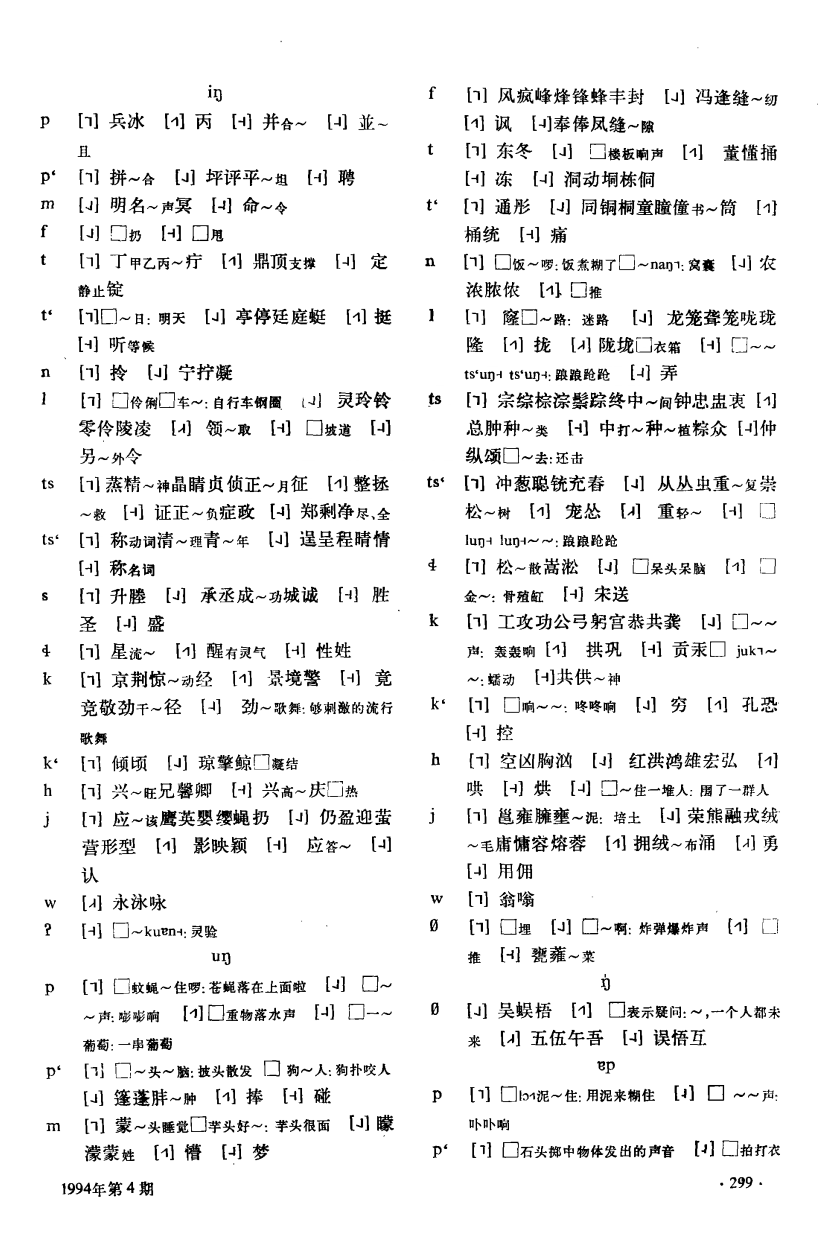 iŋ
p [˥] 兵冰 [˧˥] 丙 [˧] 并合～ [˨] 並～
且
pʻ [˥] 拼～合 [˨] 坪评平～坦 [˧] 聘
m [˨] 明名～声冥 [˨] 命～令
f [˨] □扔 [˧] □甩
t [˥] 丁甲乙丙～疔 [˧˥] 鼎顶支撑 [˨] 定
静止锭
tʻ [˥]□～日: 明天 [˨] 亭停廷庭蜓 [˧˥] 挺
[˧] 听等候
n [˥] 拎 [˨] 宁拧凝
l [˥] □伶俐□车～: 自行车钢圈 [˨] 灵玲铃
零伶陵凌 领～取 [˧] □坡道 [˨]
另～外令
ts [˥] 蒸精～神晶睛贞侦正～月征 [˧˥] 整拯
～救 [˧] 证正～负症政 [˨] 郑剩净尽、全
tsʻ [˥] 称动词清～理青～年 [˨] 逞呈程晴情
[˧] 称名词
s [˥] 升塍 [˨] 承丞成～功城诚 [˧] 胜
圣 [˨] 盛
ɬ [˥] 星流～ [˧˥] 醒有灵气 [˧] 性姓
k [˥] 京荆惊～动经 [˧˥] 景境警 [˧] 竟
竞敬劲干～径 [˨] 劲～歌舞: 够刺激的流行
歌舞
kʻ [˥] 倾顷 [˨] 琼擎鲸□凝结
h [˥] 兴～旺兄馨卿 [˧] 兴高～庆□热
j [˥] 应～该鹰英婴缨蝇扔 [˨] 仍盈迎萤
营形型 [˧˥] 影映颖 [˧] 应答～ [˨]
认
w 永泳咏
ʔ [˧] □～kuɐn˧: 灵验
uŋ
p [˥] □蚊蝇～住啰: 苍蝇落在上面啦 [˨] □～
～声: 嘭嘭响 [˧˥] □重物落水声 [˨] □一～
葡萄: 一串葡萄
pʻ [˥] □～头～脑: 披头散发 □ 狗～人: 狗扑咬人
[˨] 篷蓬胖～肿 [˧˥] 捧 [˧] 碰
m [˥] 蒙～头睡觉□芋头好～: 芋头很面 [˨] 矇
濛蒙姓 [˧˥] 懵 [˨] 梦
f [˥] 风疯峰烽锋蜂丰封 [˨] 冯逢缝～纫
[˧˥] 讽 [˨]奉俸凤缝～隙
t [˥] 东冬 [˨] □楼板响声 [˧˥] 董懂捅
[˧] 冻 [˨] 洞动垌栋侗
tʻ [˥] 通彤 [˨] 同铜桐童瞳僮书～筒 [˧˥]
桶统 [˧] 痛
n [˥] □饭～啰: 饭煮糊了□～naŋ˥: 窝囊 [˨] 农
浓脓侬 [˧˥] □推
l [˥] 窿□～路: 迷路 [˨] 龙笼聋笼咙珑
隆 [˧˥] 拢 陇垅□衣箱 [˧] □～～
tsʻuŋ˧ tsʻuŋ˧: 踉踉跄跄 [˨] 弄
ts [˥] 宗综棕淙鬃踪终中～间钟忠盅衷 [˧˥]
总肿种～类 [˧] 中打～种～植粽众 [˨]仲
纵颂□～去: 还击
tsʻ [˥] 冲葱聪铳充舂 [˨] 从丛虫重～复崇
松～树 [˧˥] 宠怂 重轻～ [˧] □
luŋ˧ luŋ˧～～: 踉踉跄跄
ɬ [˥] 松～散嵩淞 [˨] □呆头呆脑 [˧˥] □
金～: 骨殖缸 [˧] 宋送
k [˥] 工攻功公弓躬宫恭共龚 [˨] □～～
声: 轰轰响 [˧˥] 拱巩 [˧] 贡汞□ juk˥～
～: 蠕动 [˨]共供～神
kʻ [˥] □响～～: 咚咚响 [˨] 穷 [˧˥] 孔恐
[˧] 控
h [˥] 空凶胸汹 [˨] 红洪鸿雄宏弘 [˧˥]
哄 [˧] 烘 [˨] □～住一堆人: 围了一群人
j [˥] 邕雍臃壅～泥: 培土 [˨] 荣熊融戎绒
～毛庸慵容熔蓉 [˧˥] 拥绒～布涌 勇
[˨] 用佣
w [˥] 翁嗡
ø [˥] □埋 [˨] □～啊: 炸弹爆炸声 [˧˥] □
推 [˧] 甕蕹～菜
ŋ̍
ø [˨] 吴蜈梧 [˧˥] □表示疑问: ～,一个人都未
来 五伍午吾 [˨] 误悟互
ɐp
p [˥] □泥～住: 用泥来糊住 [˨] □ ～～声:
卟卟响
pʻ [˥] □石头掷中物体发出的声音 [˨] □拍打衣
1994年第4期
·299·